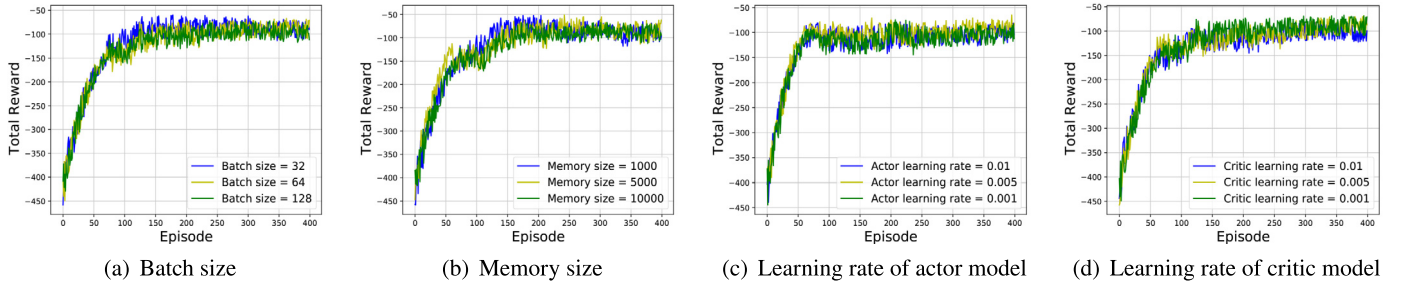 −50
−100
−150
−200
−250
−300
−350
−400
−450
Total Reward
0 50 100 150 200 250 300 350 400
Episode
Batch size = 32
Batch size = 64
Batch size = 128
(a) Batch size
−50
−100
−150
−200
−250
−300
−350
−400
−450
Total Reward
0 50 100 150 200 250 300 350 400
Episode
Memory size = 1000
Memory size = 5000
Memory size = 10000
(b) Memory size
−50
−100
−150
−200
−250
−300
−350
−400
−450
Total Reward
0 50 100 150 200 250 300 350 400
Episode
Actor learning rate = 0.01
Actor learning rate = 0.005
Actor learning rate = 0.001
(c) Learning rate of actor model
−50
−100
−150
−200
−250
−300
−350
−400
−450
Total Reward
0 50 100 150 200 250 300 350 400
Episode
Critic learning rate = 0.01
Critic learning rate = 0.005
Critic learning rate = 0.001
(d) Learning rate of critic model